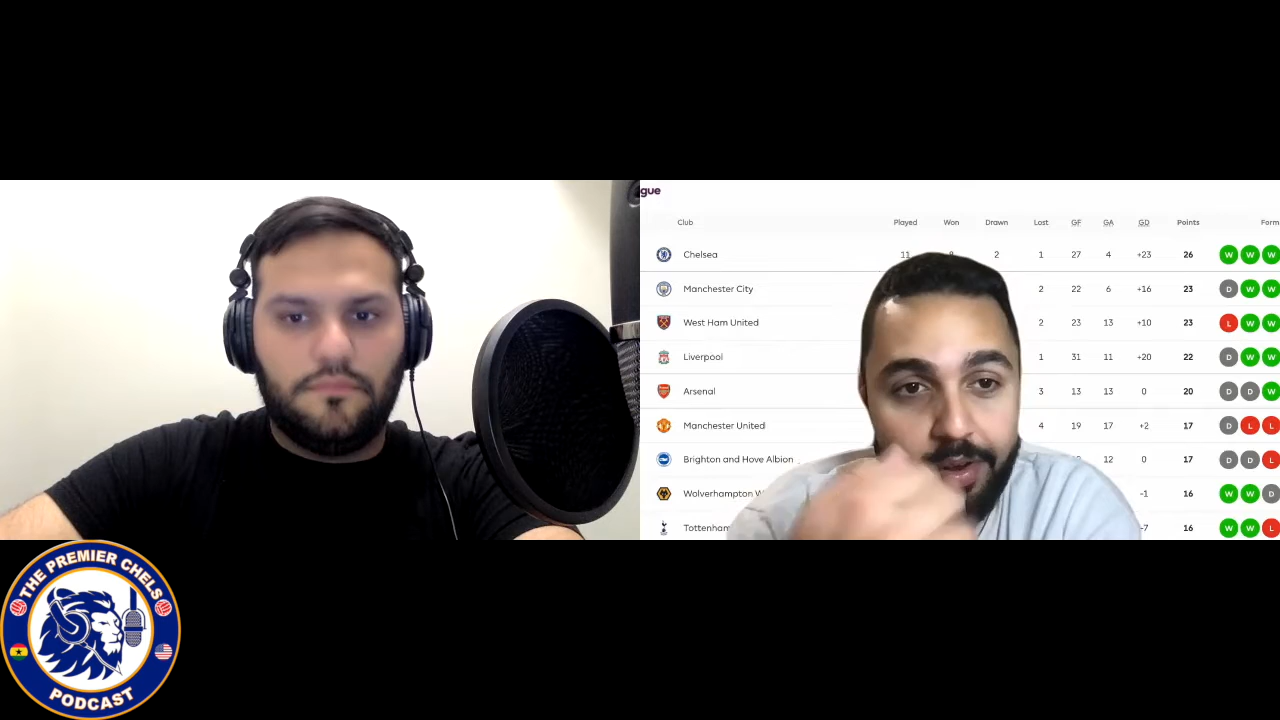 gue
Club Played Won Drawn Lost GF GA GD Points Form
Chelsea 11 2 1 27 4 +23 26 W W W
Manchester City 2 22 6 +16 23 D W W
West Ham United 2 23 13 +10 23 L W W
Liverpool 1 31 11 +20 22 D W W
Arsenal 3 13 13 0 20 D D W
Manchester United 4 19 17 +2 17 D L L
Brighton and Hove Albion 12 0 17 D D L
Wolverhampton W -1 16 W W D
Tottenham -7 16 W W L
THE PREMIER CHELS
PODCAST